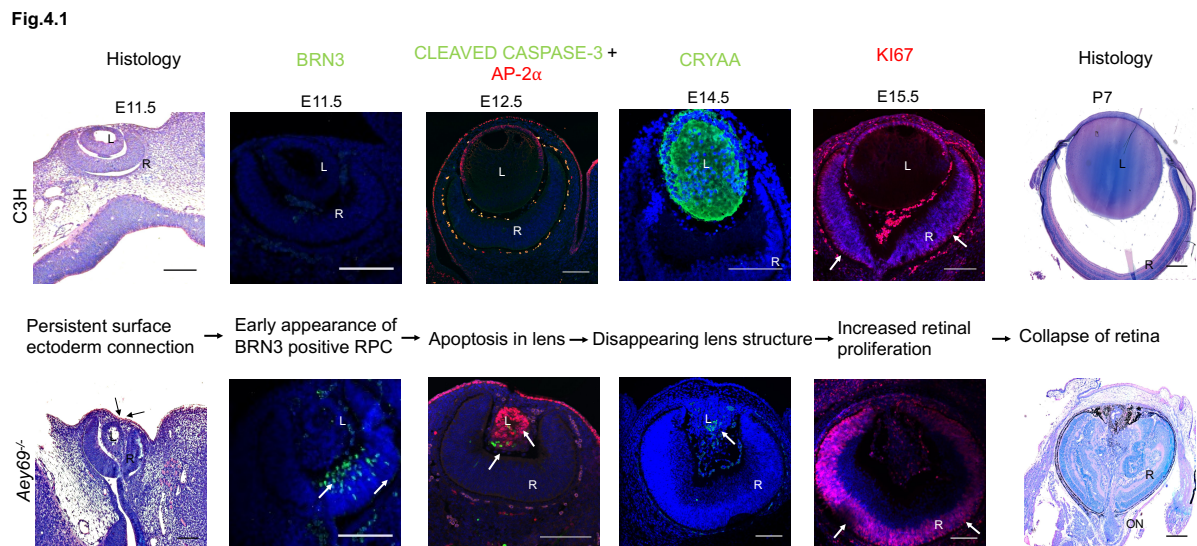 Fig.4.1
Histology
BRN3
CLEAVED CASPASE-3 +
AP-2α
CRYAA
KI67
Histology
E11.5
E11.5
E12.5
E14.5
E15.5
P7
C3H
L
R
L
R
L
R
L
R
L
R
L
R
Persistent surface
ectoderm connection
Early appearance of
BRN3 positive RPC
Apoptosis in lens
Disappearing lens structure
Increased retinal
proliferation
Collapse of retina
Aey69-/-
L
R
L
R
L
R
L
R
R
ON